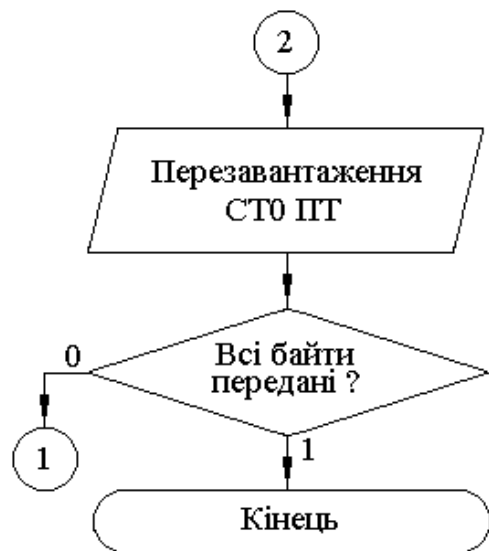 2
Перезавантаження
СТ0 ПТ
Всі байти
передані ?
0
1
1
Кінець